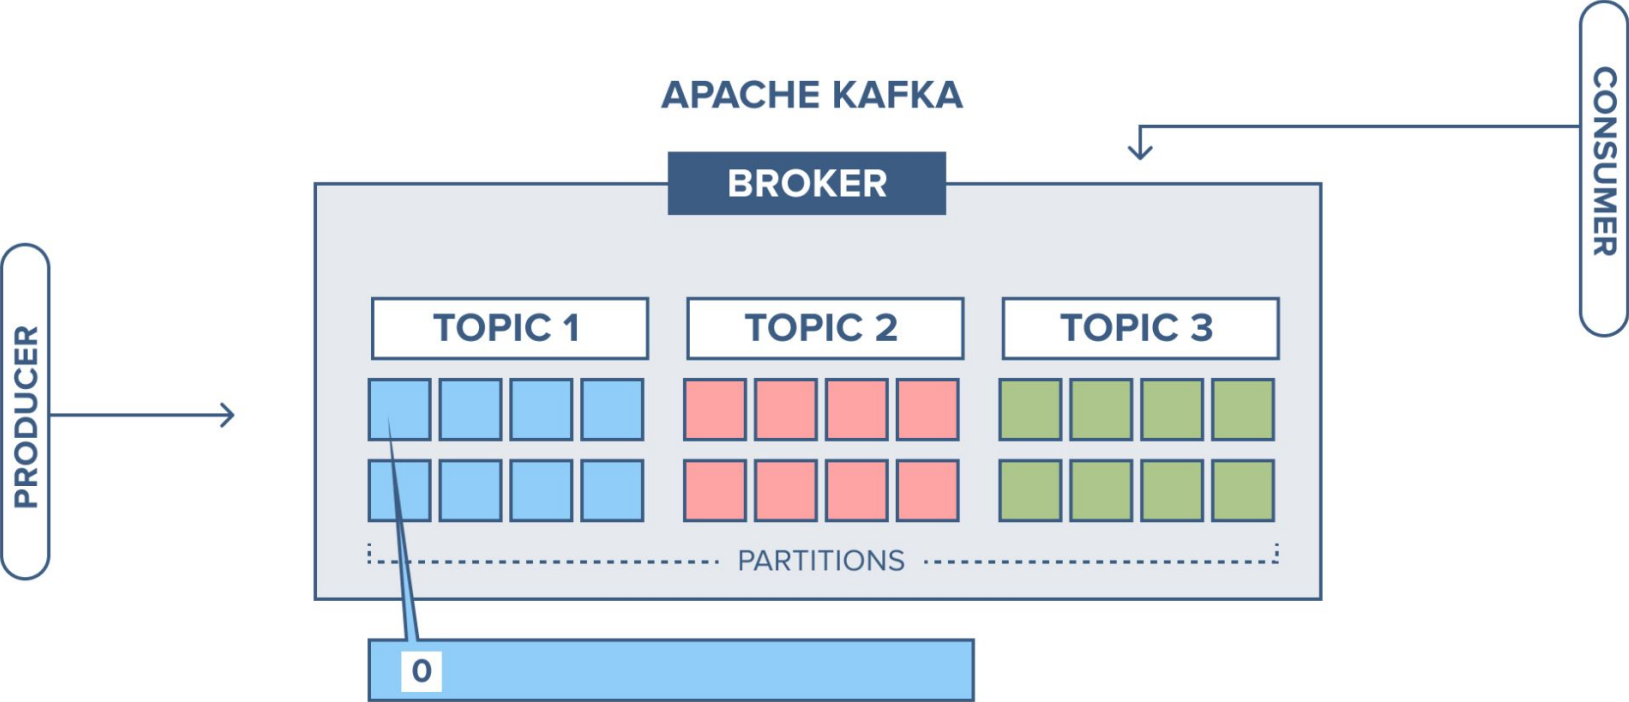 APACHE KAFKA
BROKER
CONSUMER
PRODUCER
TOPIC 1
TOPIC 2
TOPIC 3
PARTITIONS
0